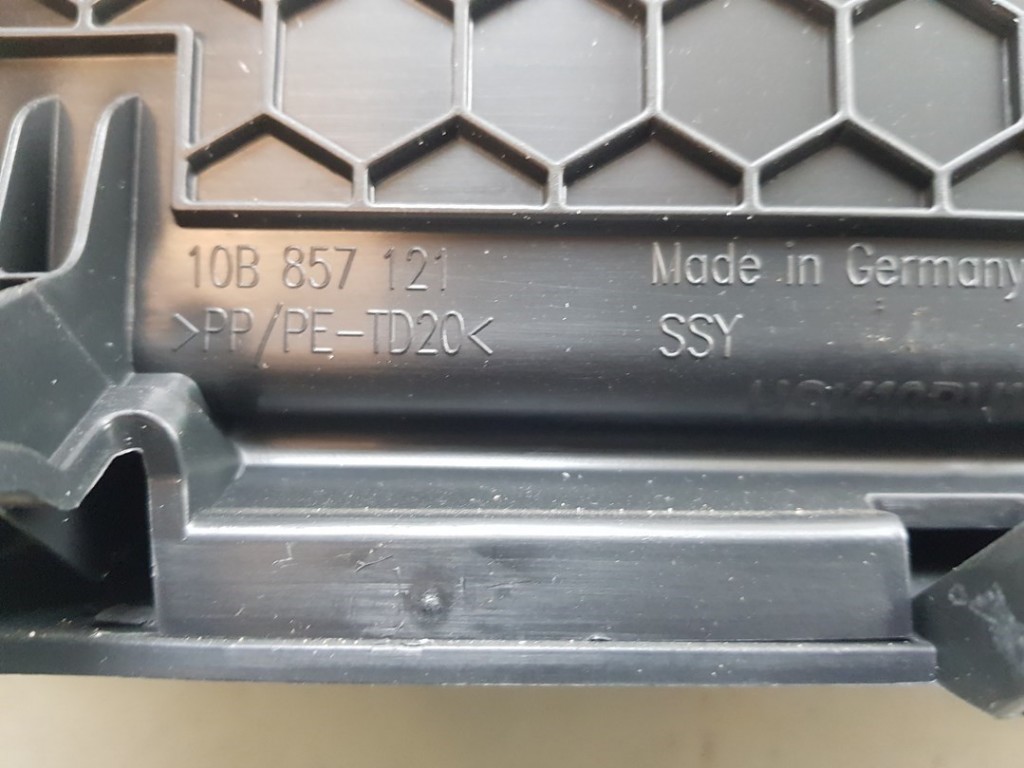 10B 857 121
>PP/PE-TD20<
Made in Germany
SSY